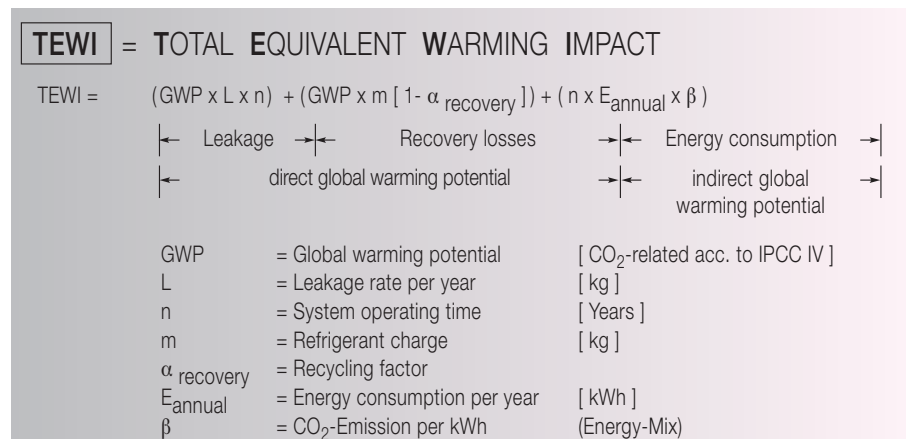 TEWI = TOTAL EQUIVALENT WARMING IMPACT
TEWI = (GWP x L x n) + (GWP x m [ 1- α recovery ]) + ( n x Eannual x β )
Leakage Recovery losses Energy consumption
direct global warming potential indirect global
warming potential
GWP = Global warming potential [ CO2-related acc. to IPCC IV ]
L = Leakage rate per year [ kg ]
n = System operating time [ Years ]
m = Refrigerant charge [ kg ]
α recovery = Recycling factor
Eannual = Energy consumption per year [ kWh ]
β = CO2-Emission per kWh (Energy-Mix)